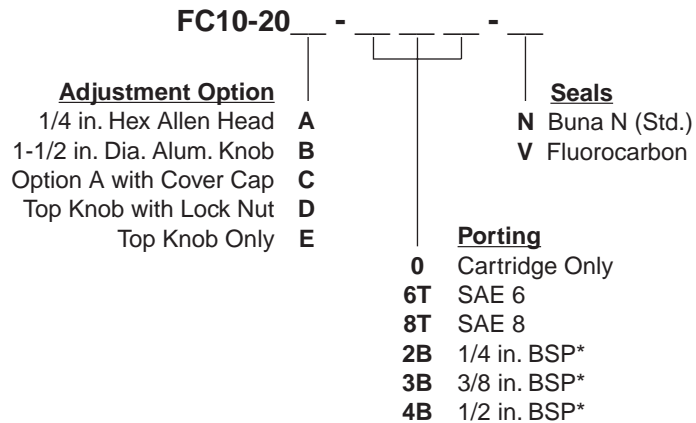 FC10-20__ - __ __ __ - __
Adjustment Option
1/4 in. Hex Allen Head A
1-1/2 in. Dia. Alum. Knob B
Option A with Cover Cap C
Top Knob with Lock Nut D
Top Knob Only E
Seals
N Buna N (Std.)
V Fluorocarbon
Porting
0 Cartridge Only
6T SAE 6
8T SAE 8
2B 1/4 in. BSP*
3B 3/8 in. BSP*
4B 1/2 in. BSP*